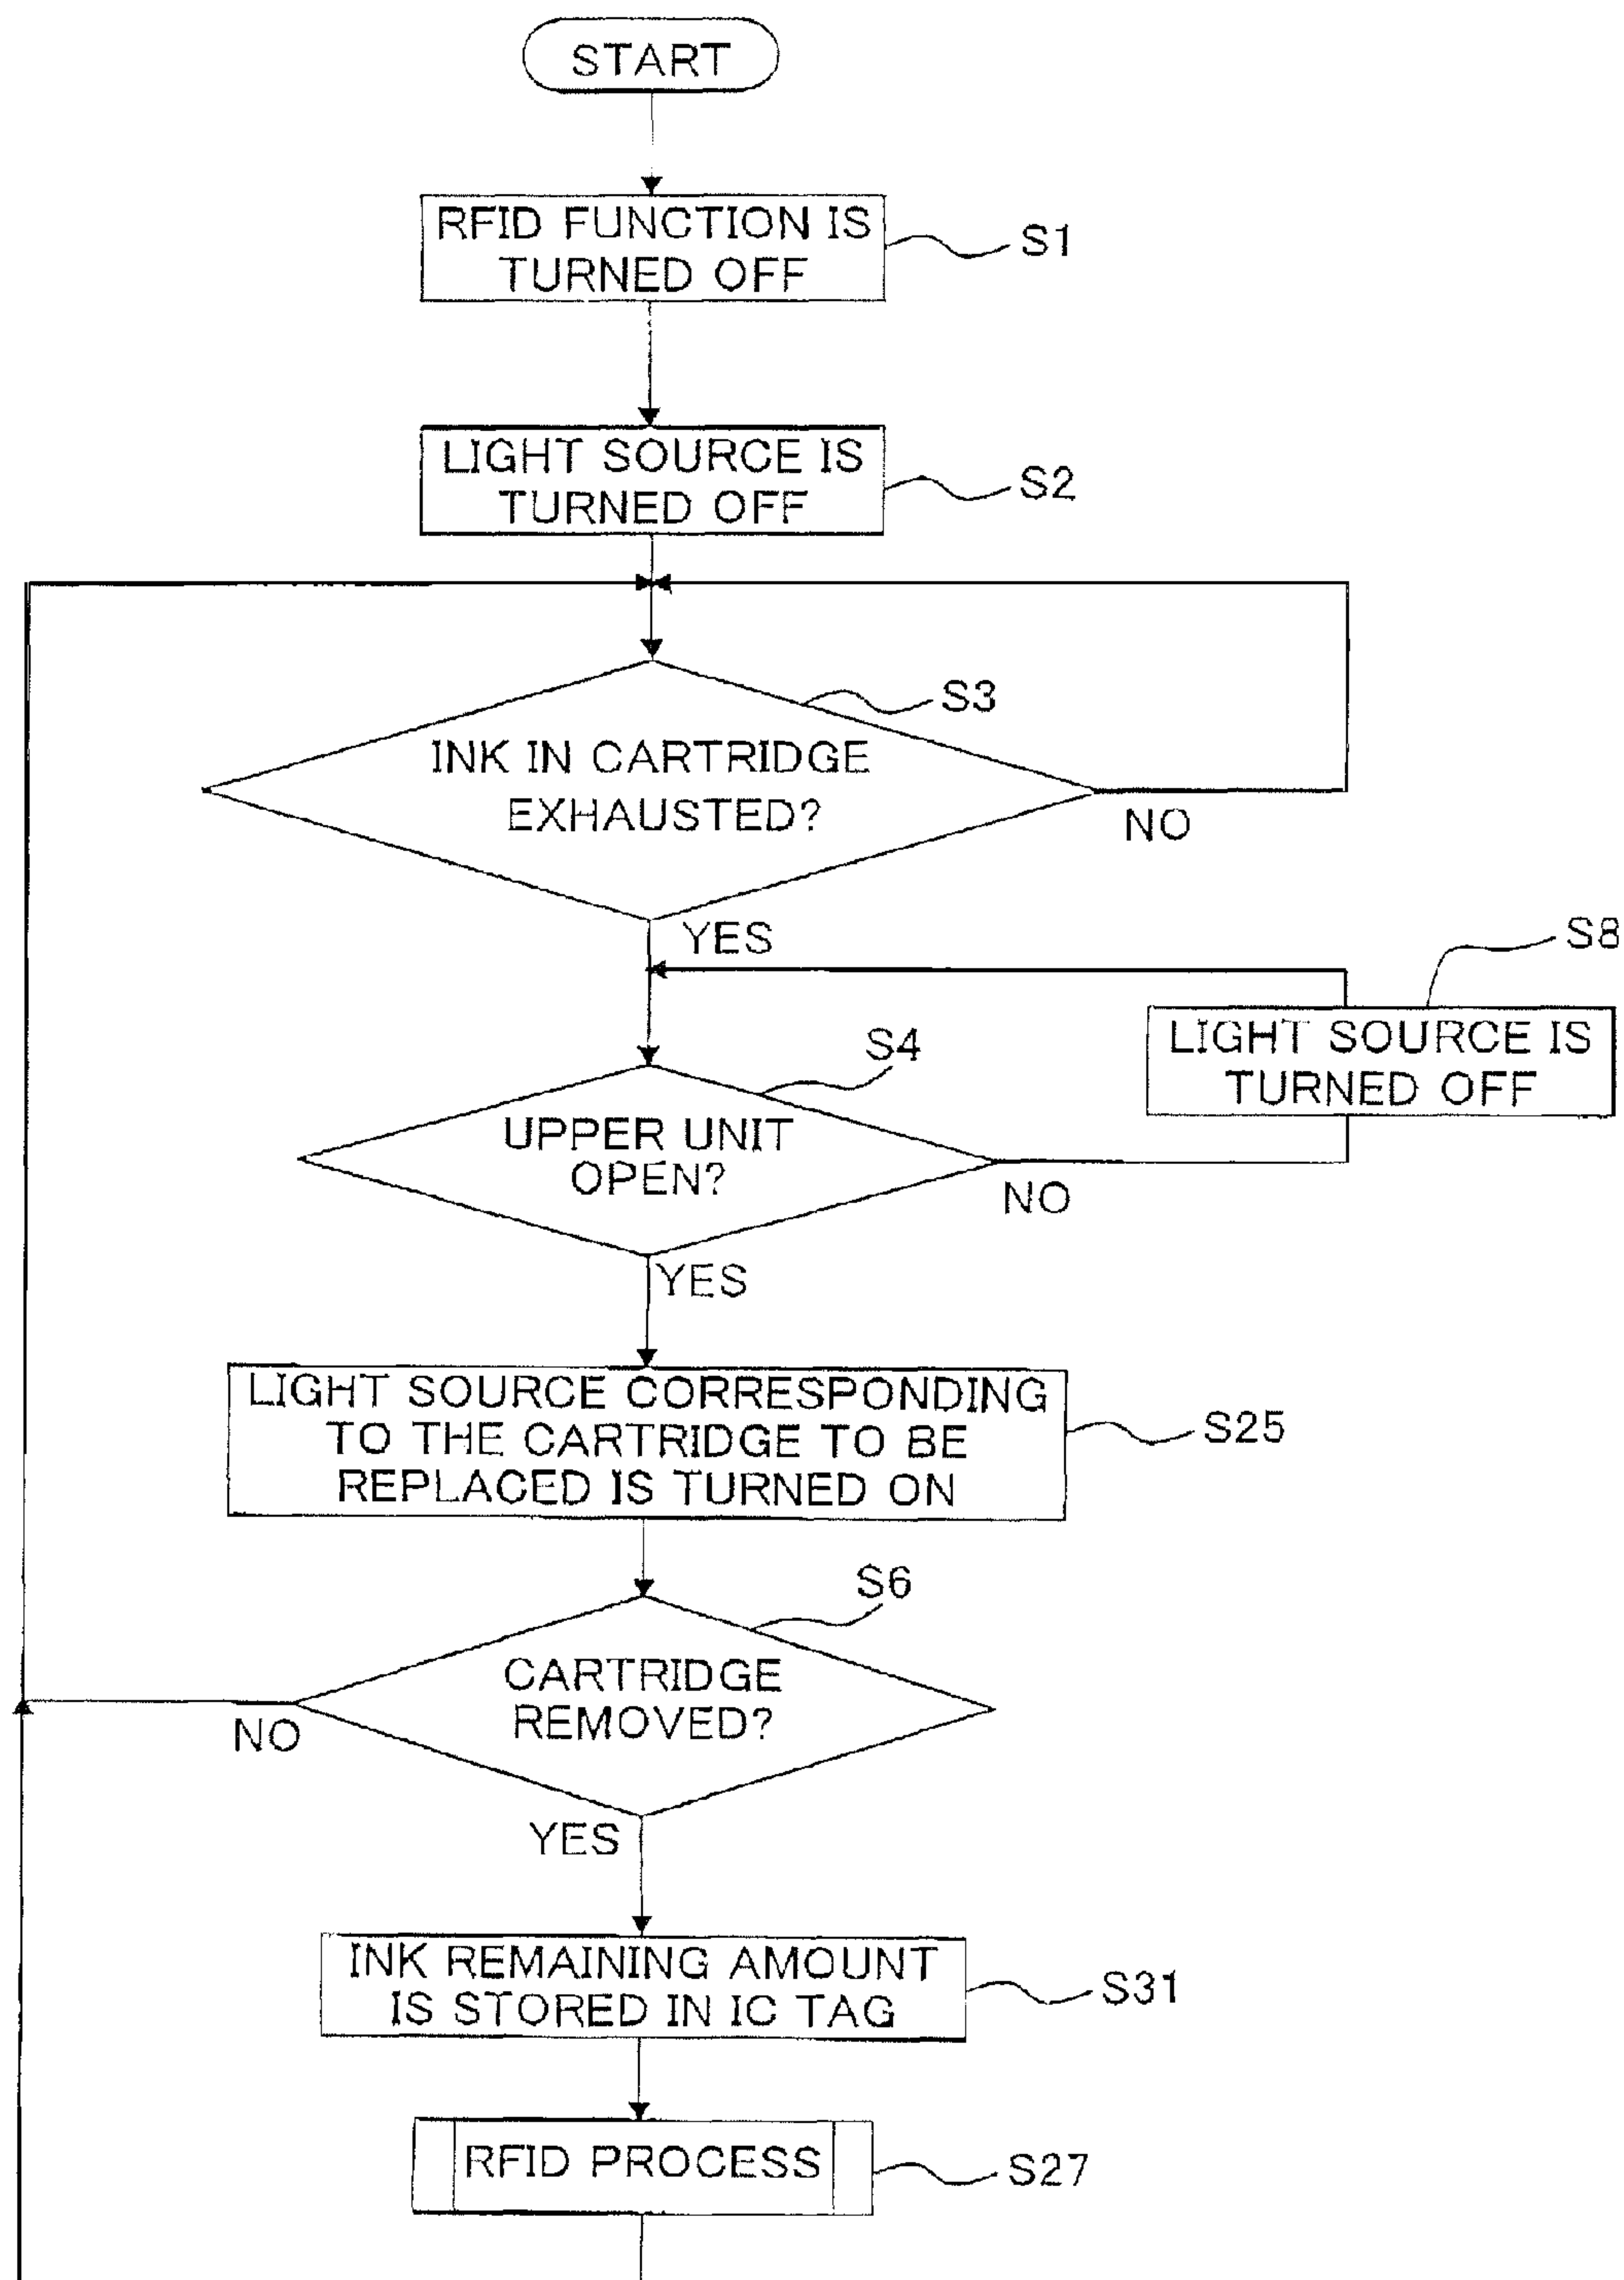 START
RFID FUNCTION IS
TURNED OFF
S1
LIGHT SOURCE IS
TURNED OFF
S2
S3
INK IN CARTRIDGE
EXHAUSTED?
NO
YES
S8
LIGHT SOURCE IS
TURNED OFF
S4
UPPER UNIT
OPEN?
NO
YES
LIGHT SOURCE CORRESPONDING
TO THE CARTRIDGE TO BE
REPLACED IS TURNED ON
S25
S6
CARTRIDGE
REMOVED?
NO
YES
INK REMAINING AMOUNT
IS STORED IN IC TAG
S31
RFID PROCESS
S27